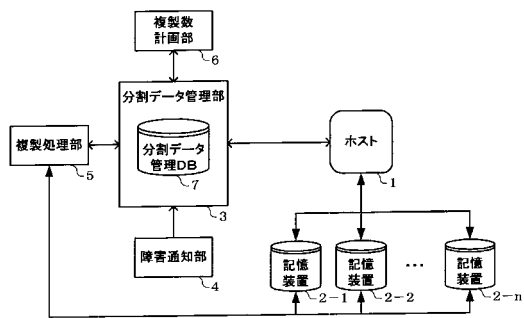 複製数
計画部
6
分割データ管理部
複製処理部
5
分割データ
管理DB
7
3
ホスト
1
障害通知部
4
記憶
装置
2-1
記憶
装置
2-2
…
記憶
装置
2-n